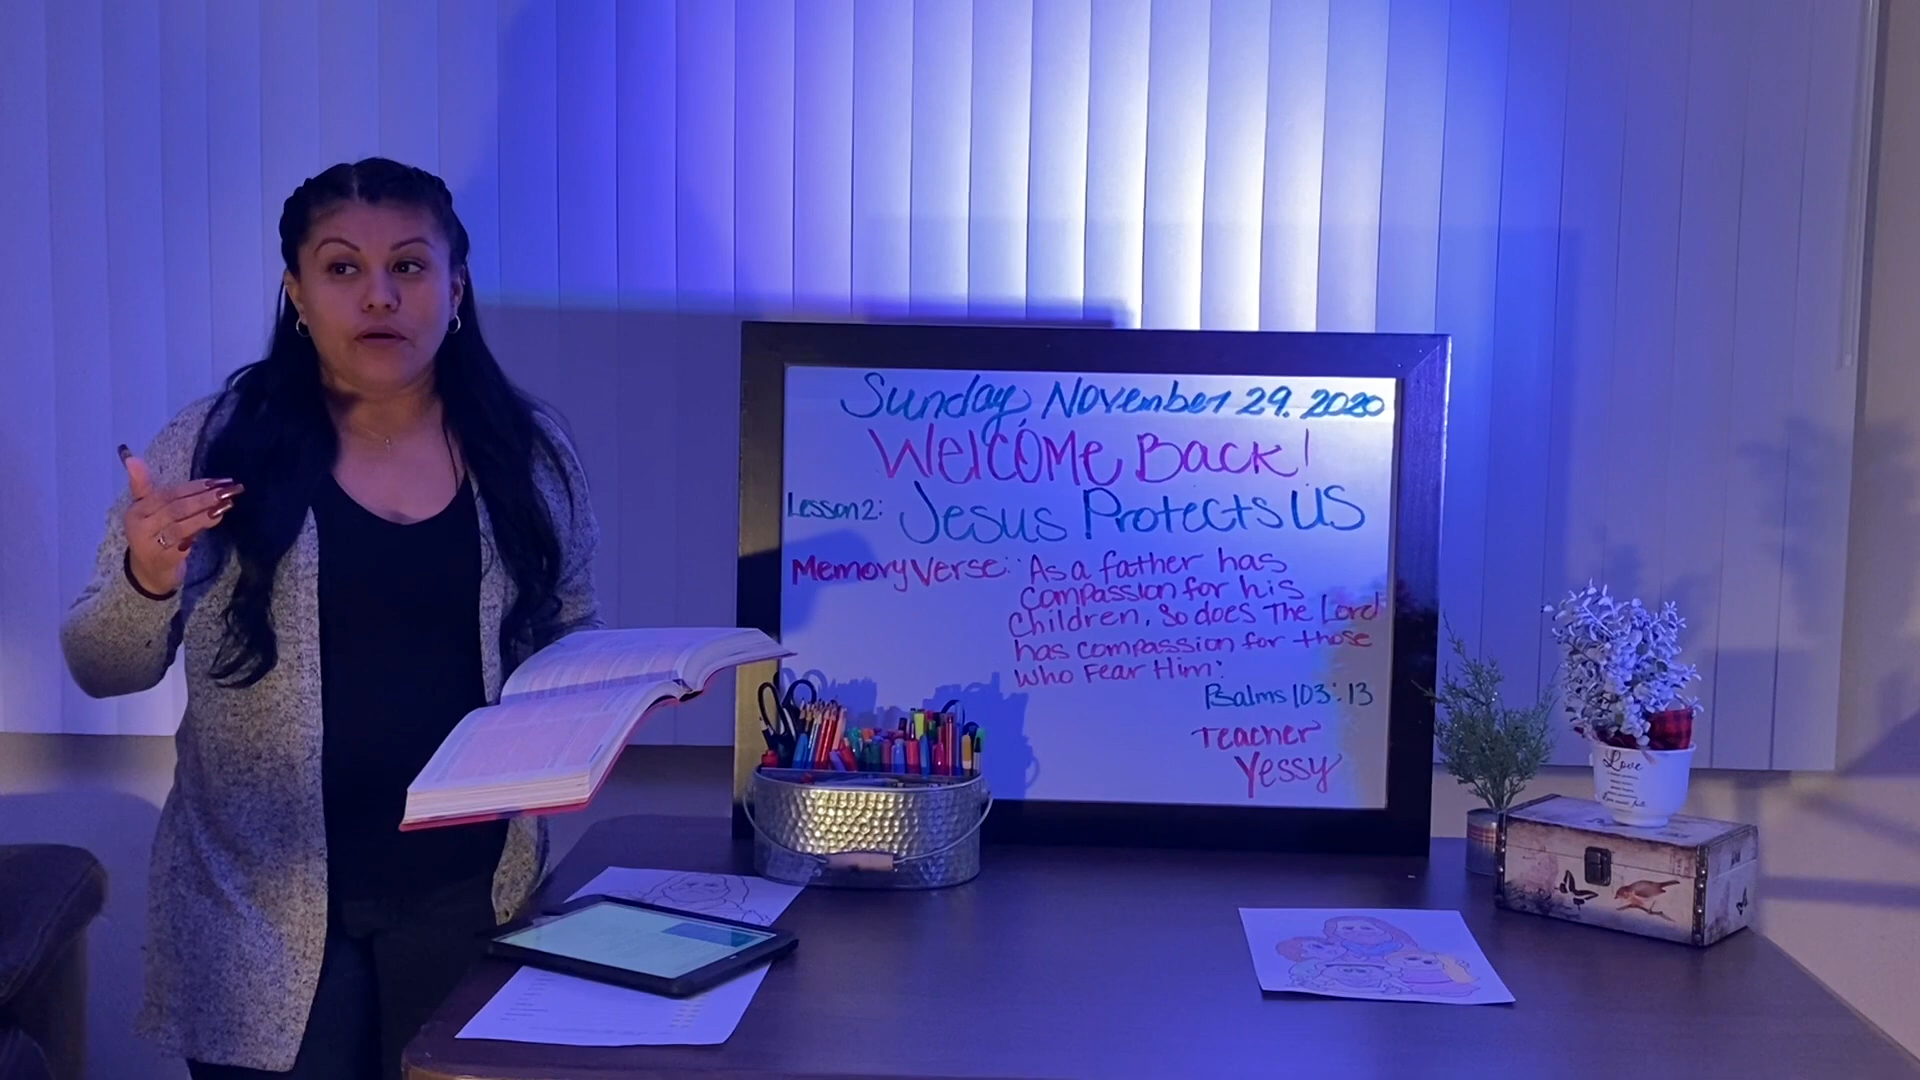 Sunday November 29. 2020
Welcome Back!
Lesson 2: Jesus Protects US
Memory Verse: As a father has
compassion for his
children, So does The Lord
has compassion for those
who Fear Him:
Psalms 103:13
Teacher
Yessy
Love